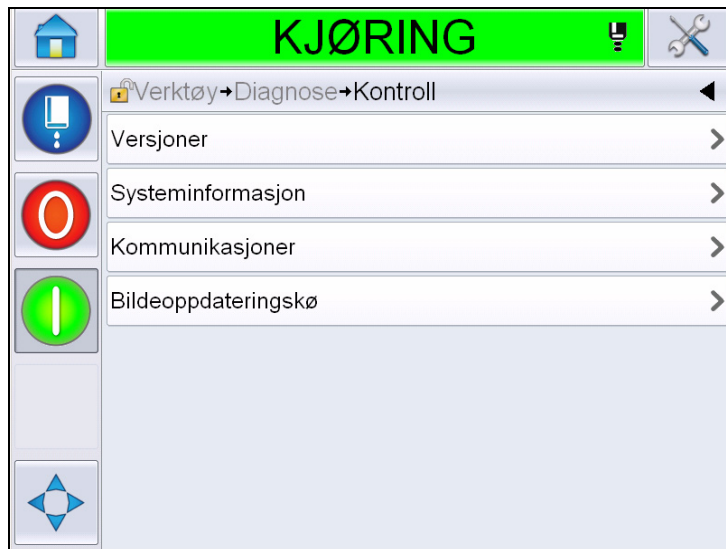 KJØRING
Verktøy→Diagnose→Kontroll
Versjoner
Systeminformasjon
Kommunikasjoner
Bildeoppdateringskø